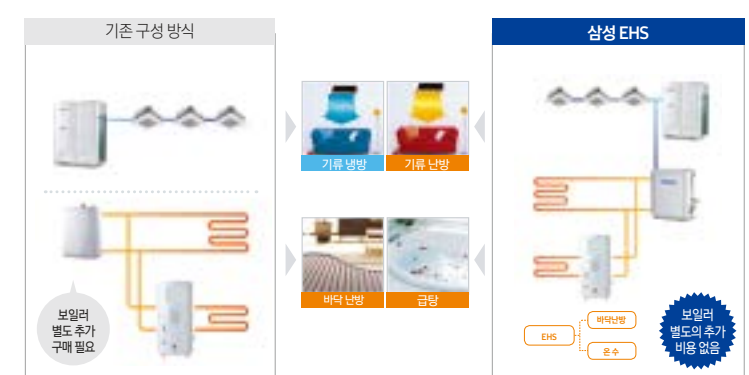 기존 구성 방식
삼성 EHS
기류 냉방
기류 난방
바닥 난방
급탕
보일러
별도 추가
구매 필요
EHS
바닥난방
온수
보일러
별도의 추가
비용 없음